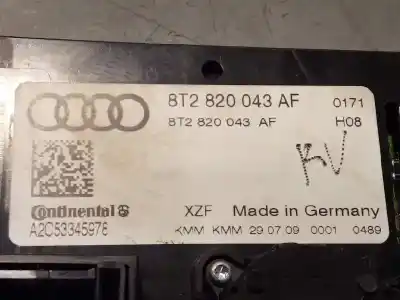 8T2 820 043 AF 0171
8T2 820 043 AF H08
KV
Continental
XZF Made in Germany
A2C53345976
KMM KMM 29.07.09 0001 0489